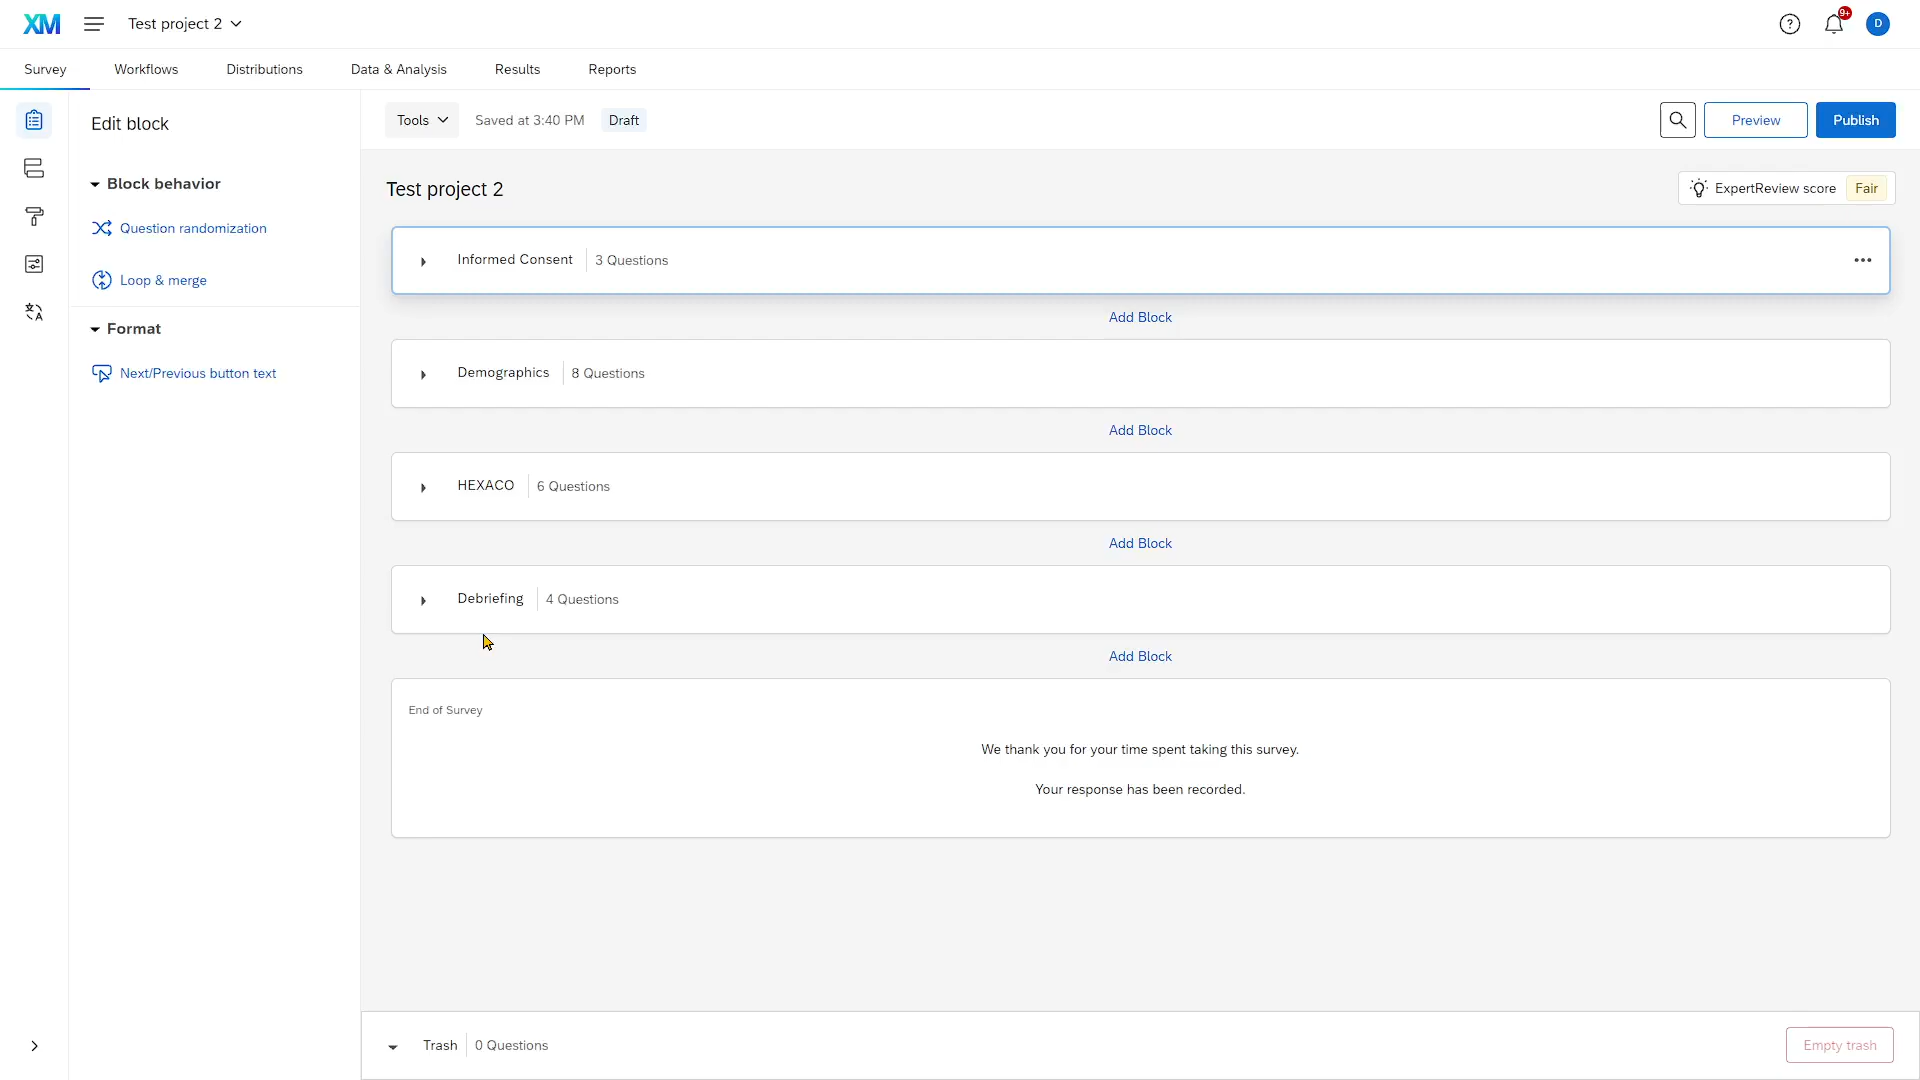 XM
Test project 2
9+
D
Survey
Workflows
Distributions
Data & Analysis
Results
Reports
Edit block
Block behavior
Question randomization
Loop & merge
Format
Next/Previous button text
Tools
Saved at 3:40 PM
Draft
Preview
Publish
Test project 2
ExpertReview score
Fair
Informed Consent
3 Questions
Add Block
Demographics
8 Questions
Add Block
HEXACO
6 Questions
Add Block
Debriefing
4 Questions
Add Block
End of Survey
We thank you for your time spent taking this survey.
Your response has been recorded.
Trash
0 Questions
Empty trash